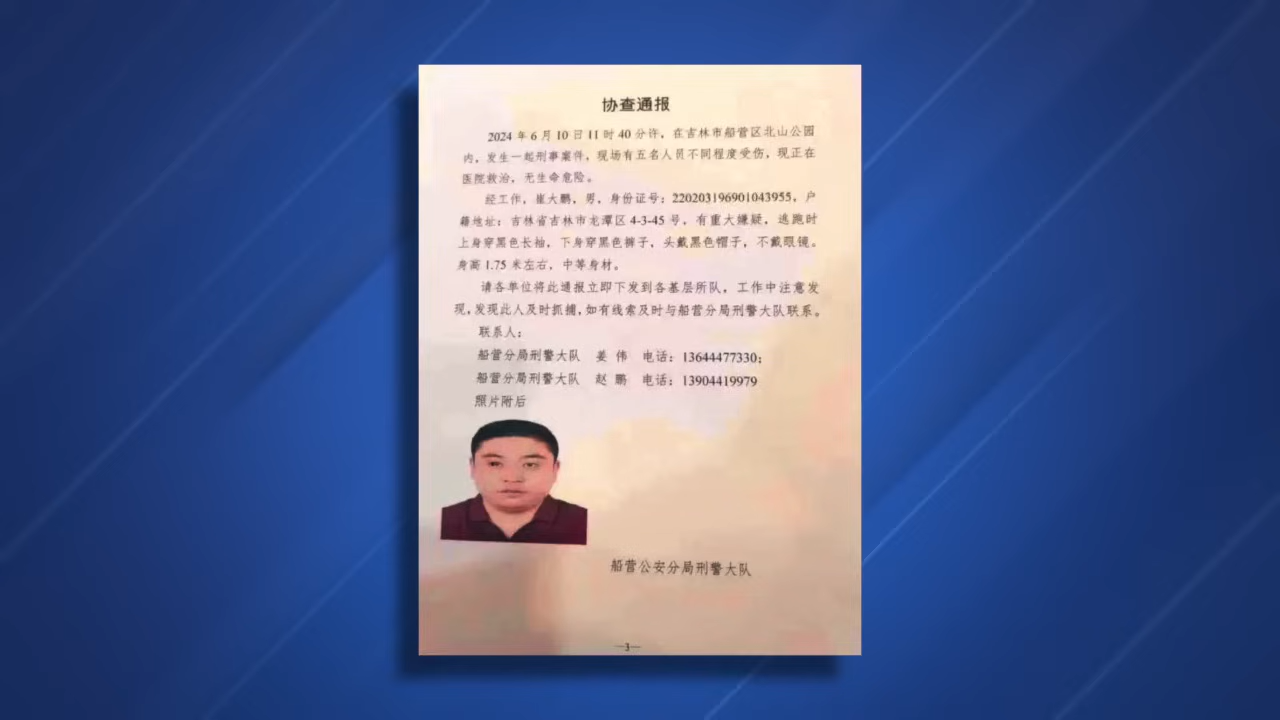 协查通报
2024 年 6 月 10 日 11 时 40 分许，在吉林市船营区北山公园
内，发生一起刑事案件，现场有五名人员不同程度受伤，现正在
医院救治，无生命危险。
经工作，崔大鹏，男，身份证号：220203196901043955，户
籍地址：吉林省吉林市龙潭区 4-3-45 号，有重大嫌疑，逃跑时
上身穿黑色长袖，下身穿黑色裤子，头戴黑色帽子，不戴眼镜。
身高 1.75 米左右，中等身材。
请各单位将此通报立即下发到各基层所队，工作中注意发
现，发现此人及时抓捕，如有线索及时与船营分局刑警大队联系。
联系人：
船营分局刑警大队 姜 伟 电话：13644477330；
船营分局刑警大队 赵 鹏 电话：13904419979
照片附后
船营公安分局刑警大队
—3—